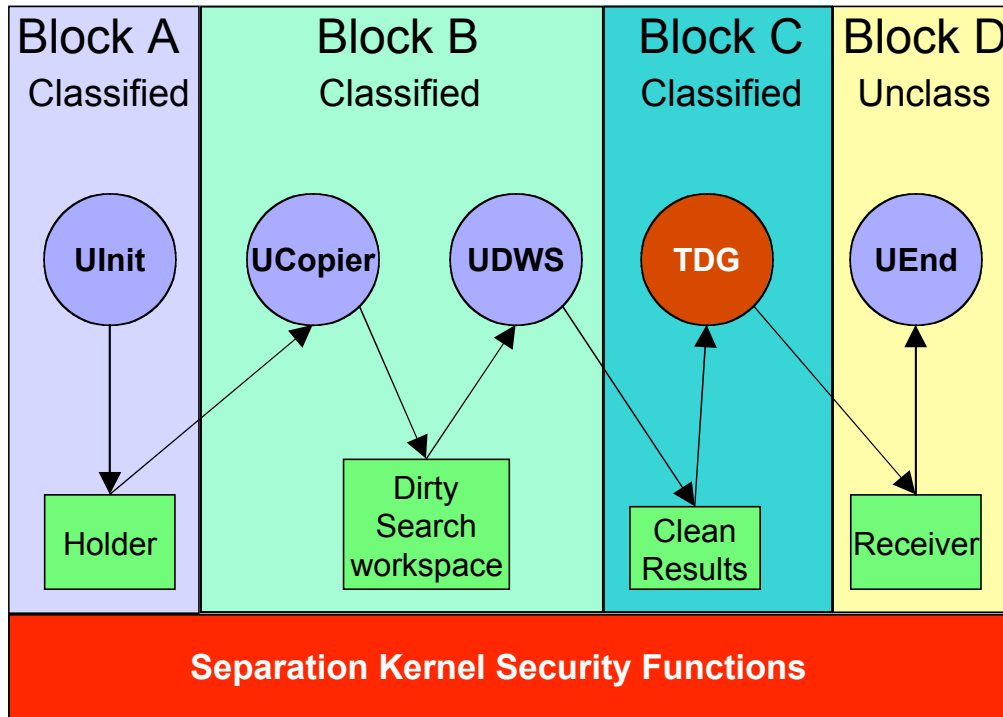 Block A
Classified
Block B
Classified
Block C
Classified
Block D
Unclass
UInit
UCopier
UDWS
TDG
UEnd
Holder
Dirty
Search
workspace
Clean
Results
Receiver
Separation Kernel Security Functions